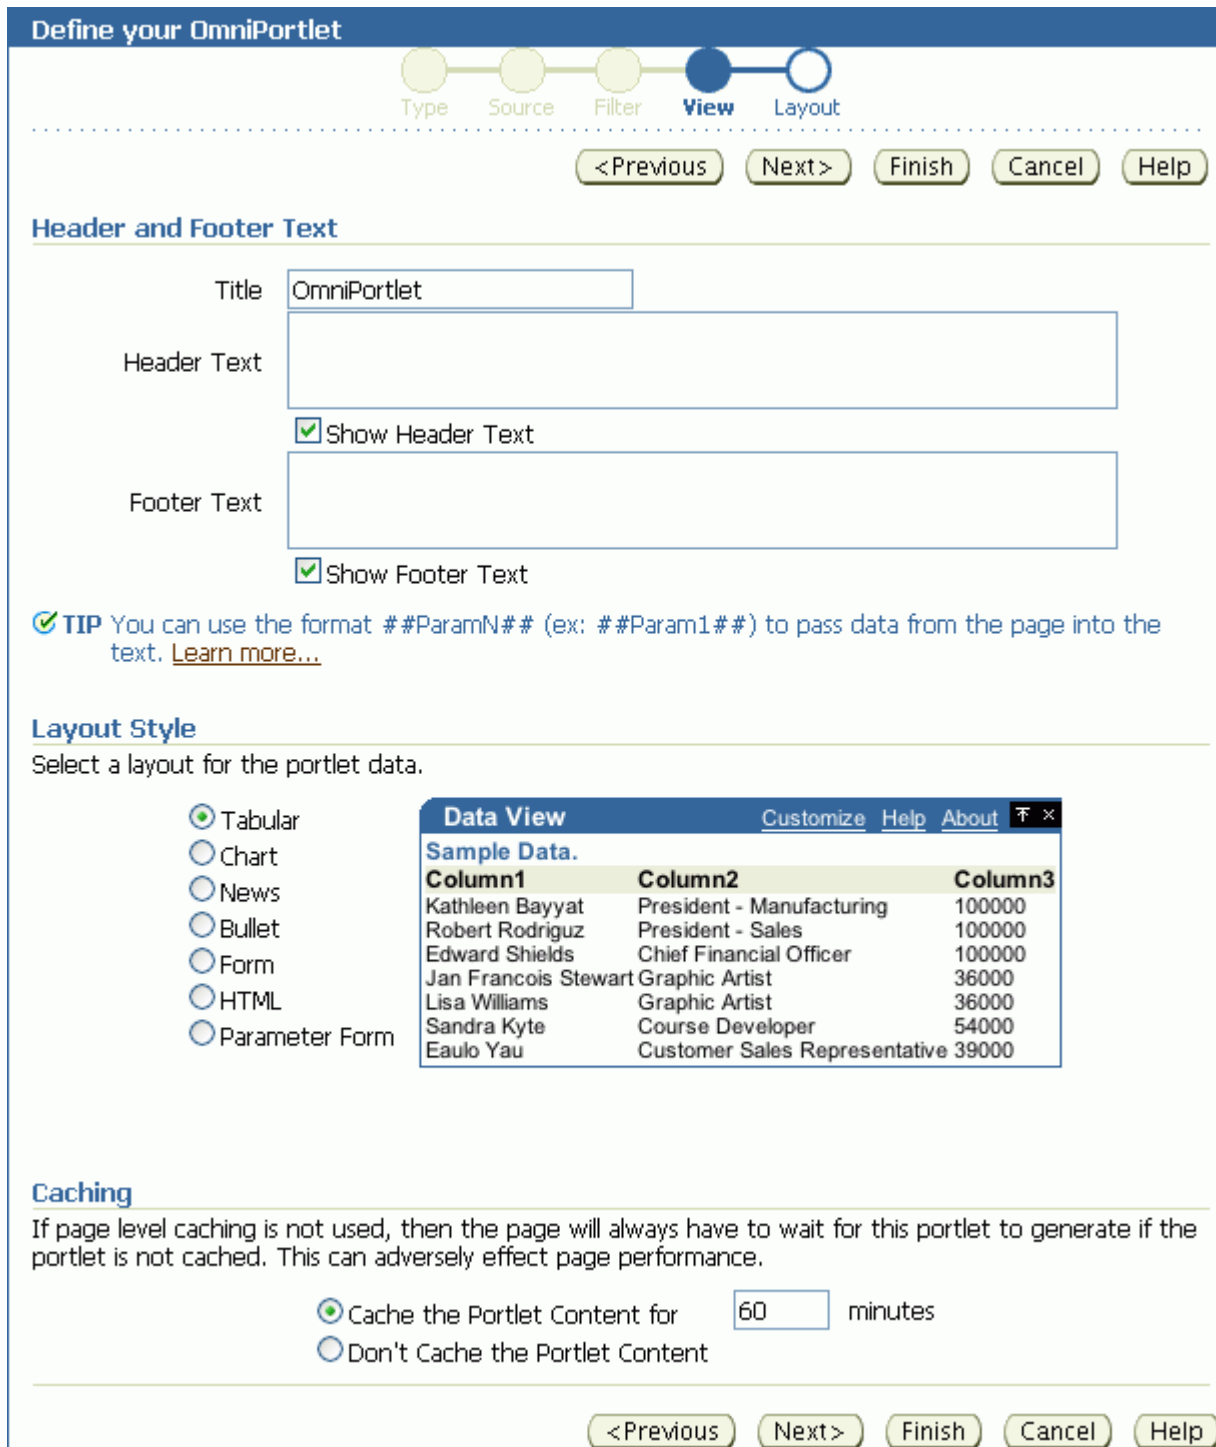 Define your OmniPortlet
Type Source Filter View Layout
<Previous Next> Finish Cancel Help
Header and Footer Text
Title OmniPortlet
Header Text
Show Header Text
Footer Text
Show Footer Text
TIP You can use the format ##ParamN## (ex: ##Param1##) to pass data from the page into the
text. Learn more...
Layout Style
Select a layout for the portlet data.
Tabular
Chart
News
Bullet
Form
HTML
Parameter Form
Data View Customize Help About
Sample Data.
Column1 Column2 Column3
Kathleen Bayyat President - Manufacturing 100000
Robert Rodriguz President - Sales 100000
Edward Shields Chief Financial Officer 100000
Jan Francois Stewart Graphic Artist 36000
Lisa Williams Graphic Artist 36000
Sandra Kyte Course Developer 54000
Eaulo Yau Customer Sales Representative 39000
Caching
If page level caching is not used, then the page will always have to wait for this portlet to generate if the
portlet is not cached. This can adversely effect page performance.
Cache the Portlet Content for 60 minutes
Don't Cache the Portlet Content
<Previous Next> Finish Cancel Help